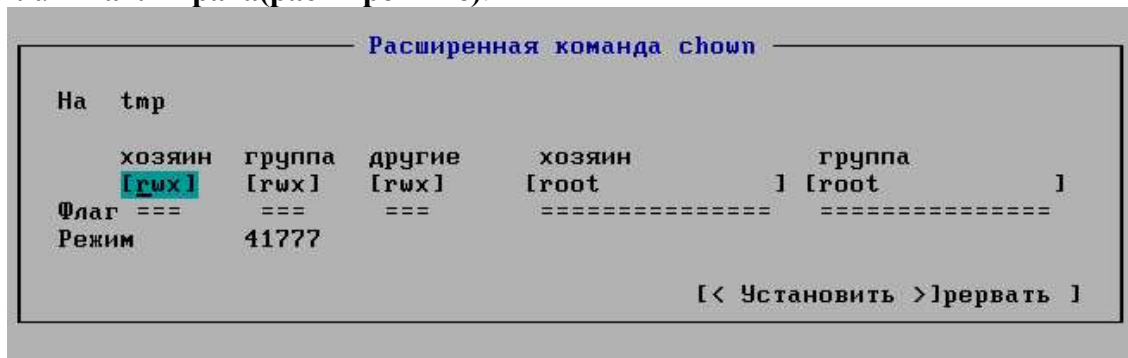 Расширенная команда chown
На tmp
хозяин группа другие хозяин группа
[rwx] [rwx] [rwx] [root ] [root ]
Флаг === === === =============== ===============
Режим 41777
[< Установить >]рервать ]